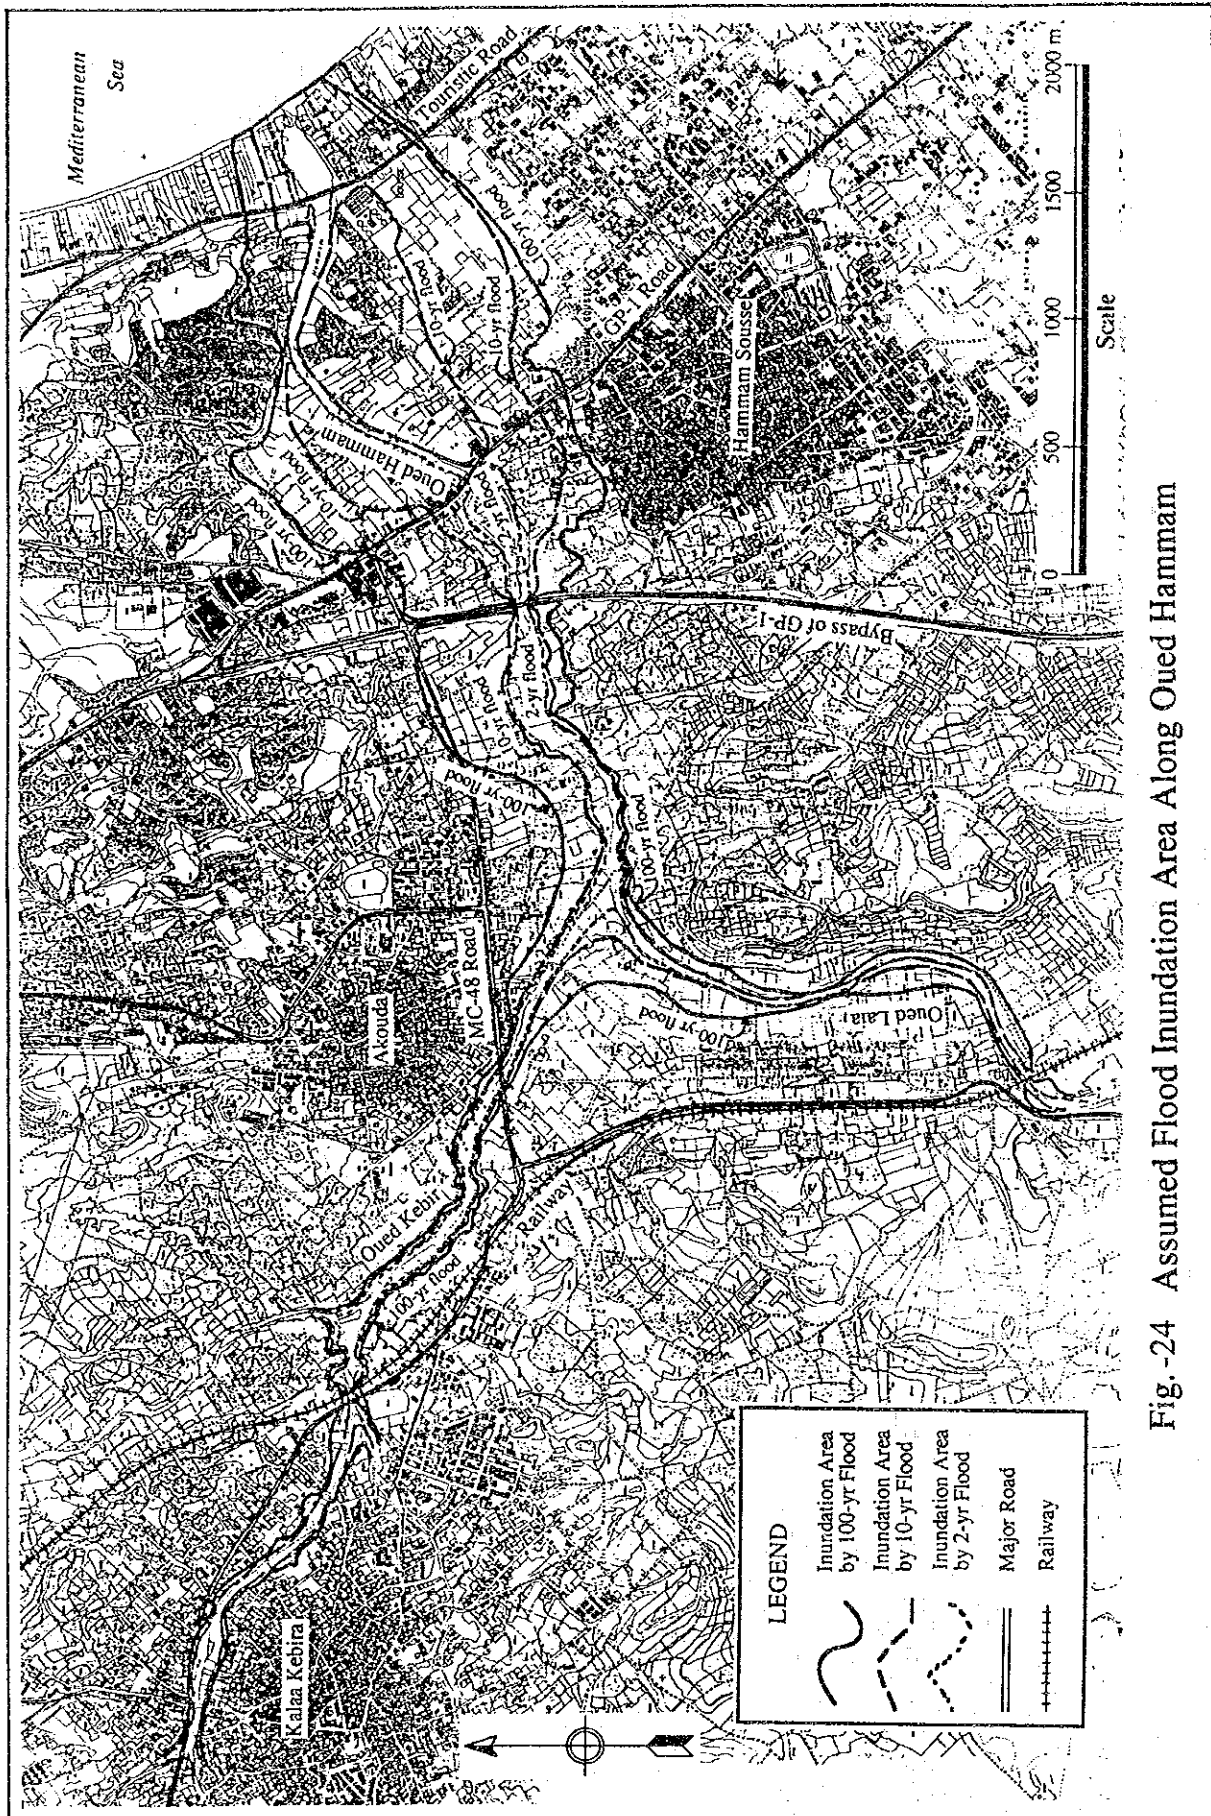 Mediterranean
Sea
Touristic Road
100-yr flood
10-yr flood
10-yr flood
GP-1 Road
Hammam Sousse
Oued Hammam
10-yr flood
100-yr flood
2-yr flood
Bypass of GP-1
10-yr flood
yr flood
100-yr flood
100-yr flood
Akouda
MC-48 Road
100-yr flood
Oued Laia
Oued Kebir
Railway
100-yr flood
Kalaa Kebira
0 500 1000 1500 2000 m
Scale
LEGEND
Inundation Area
by 100-yr Flood
Inundation Area
by 10-yr Flood
Inundation Area
by 2-yr Flood
Major Road
Railway
Fig. -24 Assumed Flood Inundation Area Along Oued Hammam